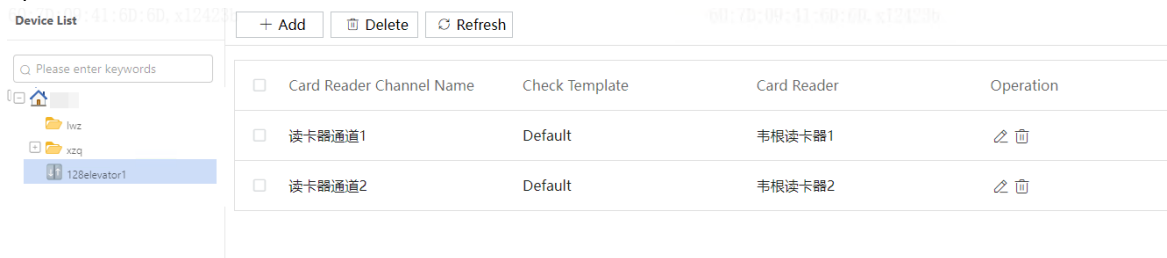 Device List
Please enter keywords
lwz
xzq
128elevator1
Add
Delete
Refresh
Card Reader Channel Name
Check Template
Card Reader
Operation
读卡器通道1
Default
韦根读卡器1
读卡器通道2
Default
韦根读卡器2